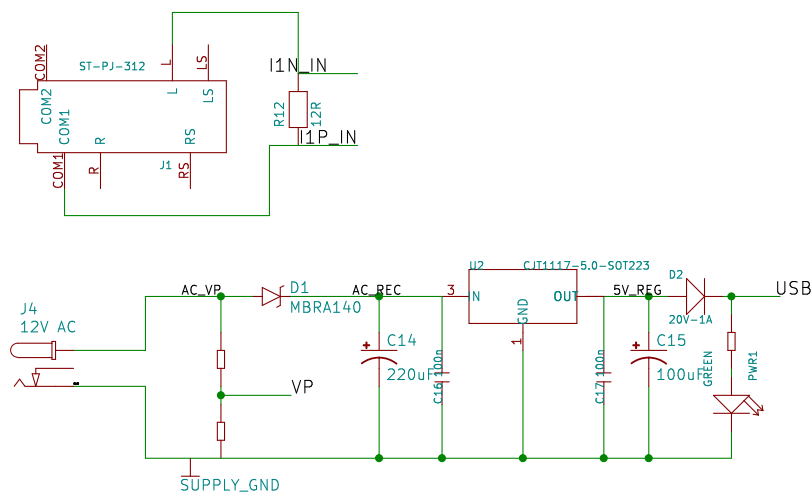 COM2
ST-PJ-312
L
LS
I1N_IN
COM2
COM1
L
LS
R12
12R
I1P_IN
R
RS
J1
COM1
R
RS
J4
12V AC
AC_VP
D1
MBRA140
AC_REC
3
U2
CJT1117-5.0-SOT223
IN
OUT
GND
1
5V_REG
D2
20V-1A
USB
C14
220uF
C16 100n
C17 100n
C15
100uF
GREEN
PWR1
VP
SUPPLY_GND